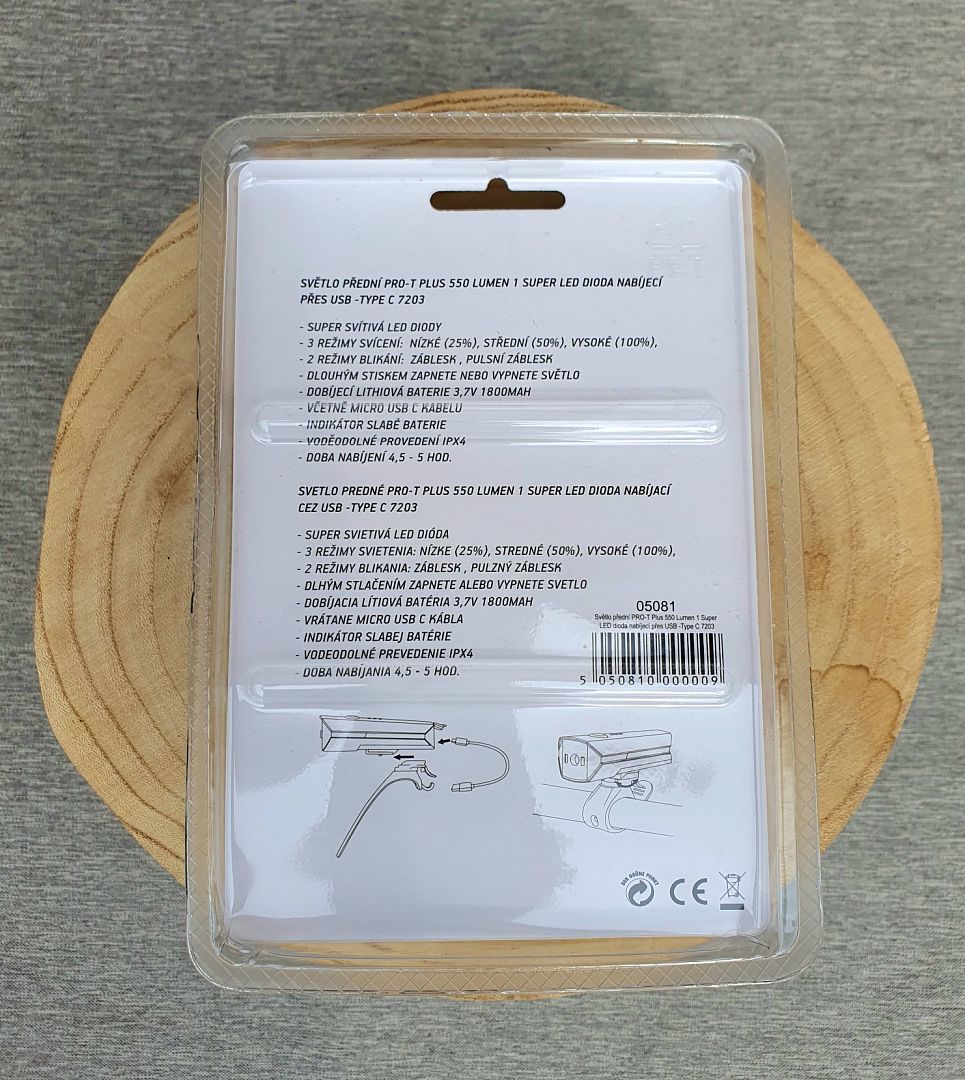 PET
SVĚTLO PŘEDNÍ PRO-T PLUS 550 LUMEN 1 SUPER LED DIODA NABÍJECÍ
PŘES USB -TYPE C 7203
- SUPER SVÍTIVÁ LED DIODY
- 3 REŽIMY SVÍCENÍ: NÍZKÉ (25%), STŘEDNÍ (50%), VYSOKÉ (100%),
- 2 REŽIMY BLIKÁNÍ: ZÁBLESK , PULSNÍ ZÁBLESK
- DLOUHÝM STISKEM ZAPNETE NEBO VYPNETE SVĚTLO
- DOBÍJECÍ LITHIOVÁ BATERIE 3,7V 1800MAH
- VČETNĚ MICRO USB C KABELU
- INDIKÁTOR SLABÉ BATERIE
- VODĚODOLNÉ PROVEDENÍ IPX4
- DOBA NABÍJENÍ 4,5 - 5 HOD.
SVETLO PREDNÉ PRO-T PLUS 550 LUMEN 1 SUPER LED DIODA NABÍJACÍ
CEZ USB -TYPE C 7203
- SUPER SVIETIVÁ LED DIÓDA
- 3 REŽIMY SVIETENIA: NÍZKE (25%), STREDNÉ (50%), VYSOKÉ (100%),
- 2 REŽIMY BLIKANIA: ZÁBLESK , PULZNÝ ZÁBLESK
- DLHÝM STLAČENÍM ZAPNETE ALEBO VYPNETE SVETLO
- DOBÍJACIA LÍTIOVÁ BATÉRIA 3,7V 1800MAH
- VRÁTANE MICRO USB C KÁBLA
- INDIKÁTOR SLABEJ BATÉRIE
- VODEODOLNÉ PREVEDENIE IPX4
- DOBA NABÍJANIA 4,5 - 5 HOD.
05081
Světlo přední PRO-T Plus 550 Lumen 1 Super
LED dioda nabíjecí přes USB -Type C 7203
5 050810 000009
DER GRÜNE PUNKT
CE